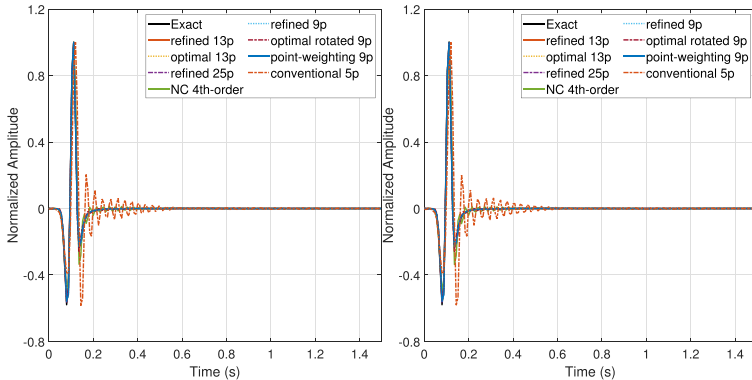 1.2
0.8
0.4
0
-0.4
-0.8
Normalized Amplitude
Exact
refined 13p
optimal 13p
refined 25p
NC 4th-order
refined 9p
optimal rotated 9p
point-weighting 9p
conventional 5p
0 0.2 0.4 0.6 0.8 1 1.2 1.4
Time (s)
1.2
0.8
0.4
0
-0.4
-0.8
Normalized Amplitude
Exact
refined 13p
optimal 13p
refined 25p
NC 4th-order
refined 9p
optimal rotated 9p
point-weighting 9p
conventional 5p
0 0.2 0.4 0.6 0.8 1 1.2 1.4
Time (s)